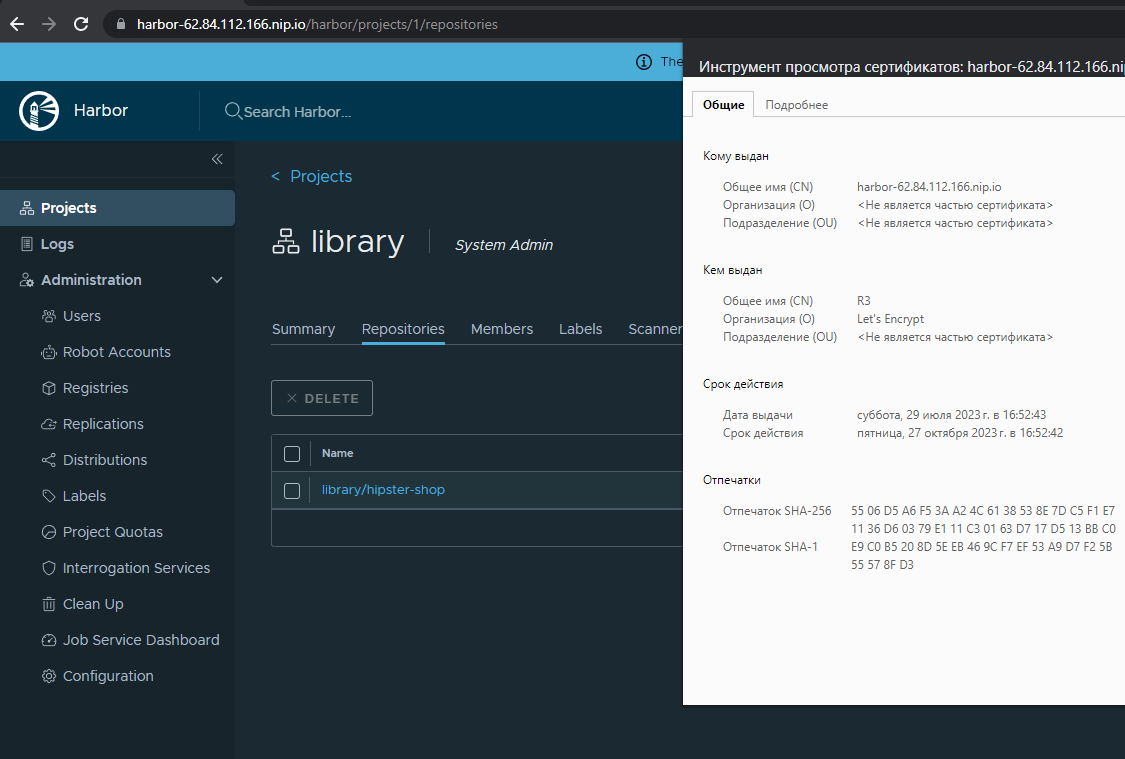 harbor-62.84.112.166.nip.io/harbor/projects/1/repositories
The
Harbor
Search Harbor...
Projects
Logs
Administration
Users
Robot Accounts
Registries
Replications
Distributions
Labels
Project Quotas
Interrogation Services
Clean Up
Job Service Dashboard
Configuration
< Projects
library
System Admin
Summary Repositories Members Labels Scanner
DELETE
Name
library/hipster-shop
Инструмент просмотра сертификатов: harbor-62.84.112.166.ni
Общие Подробнее
Кому выдан
Общее имя (CN) harbor-62.84.112.166.nip.io
Организация (O) <Не является частью сертификата>
Подразделение (OU) <Не является частью сертификата>
Кем выдан
Общее имя (CN) R3
Организация (O) Let's Encrypt
Подразделение (OU) <Не является частью сертификата>
Срок действия
Дата выдачи суббота, 29 июля 2023 г. в 16:52:43
Срок действия пятница, 27 октября 2023 г. в 16:52:42
Отпечатки
Отпечаток SHA-256 55 06 D5 A6 F5 3A A2 4C 61 38 53 8E 7D C5 F1 E7
11 36 D6 03 79 E1 11 C3 01 63 D7 17 D5 13 BB C0
Отпечаток SHA-1 E9 C0 B5 20 8D 5E EB 46 9C F7 EF 53 A9 D7 F2 5B
55 57 8F D3